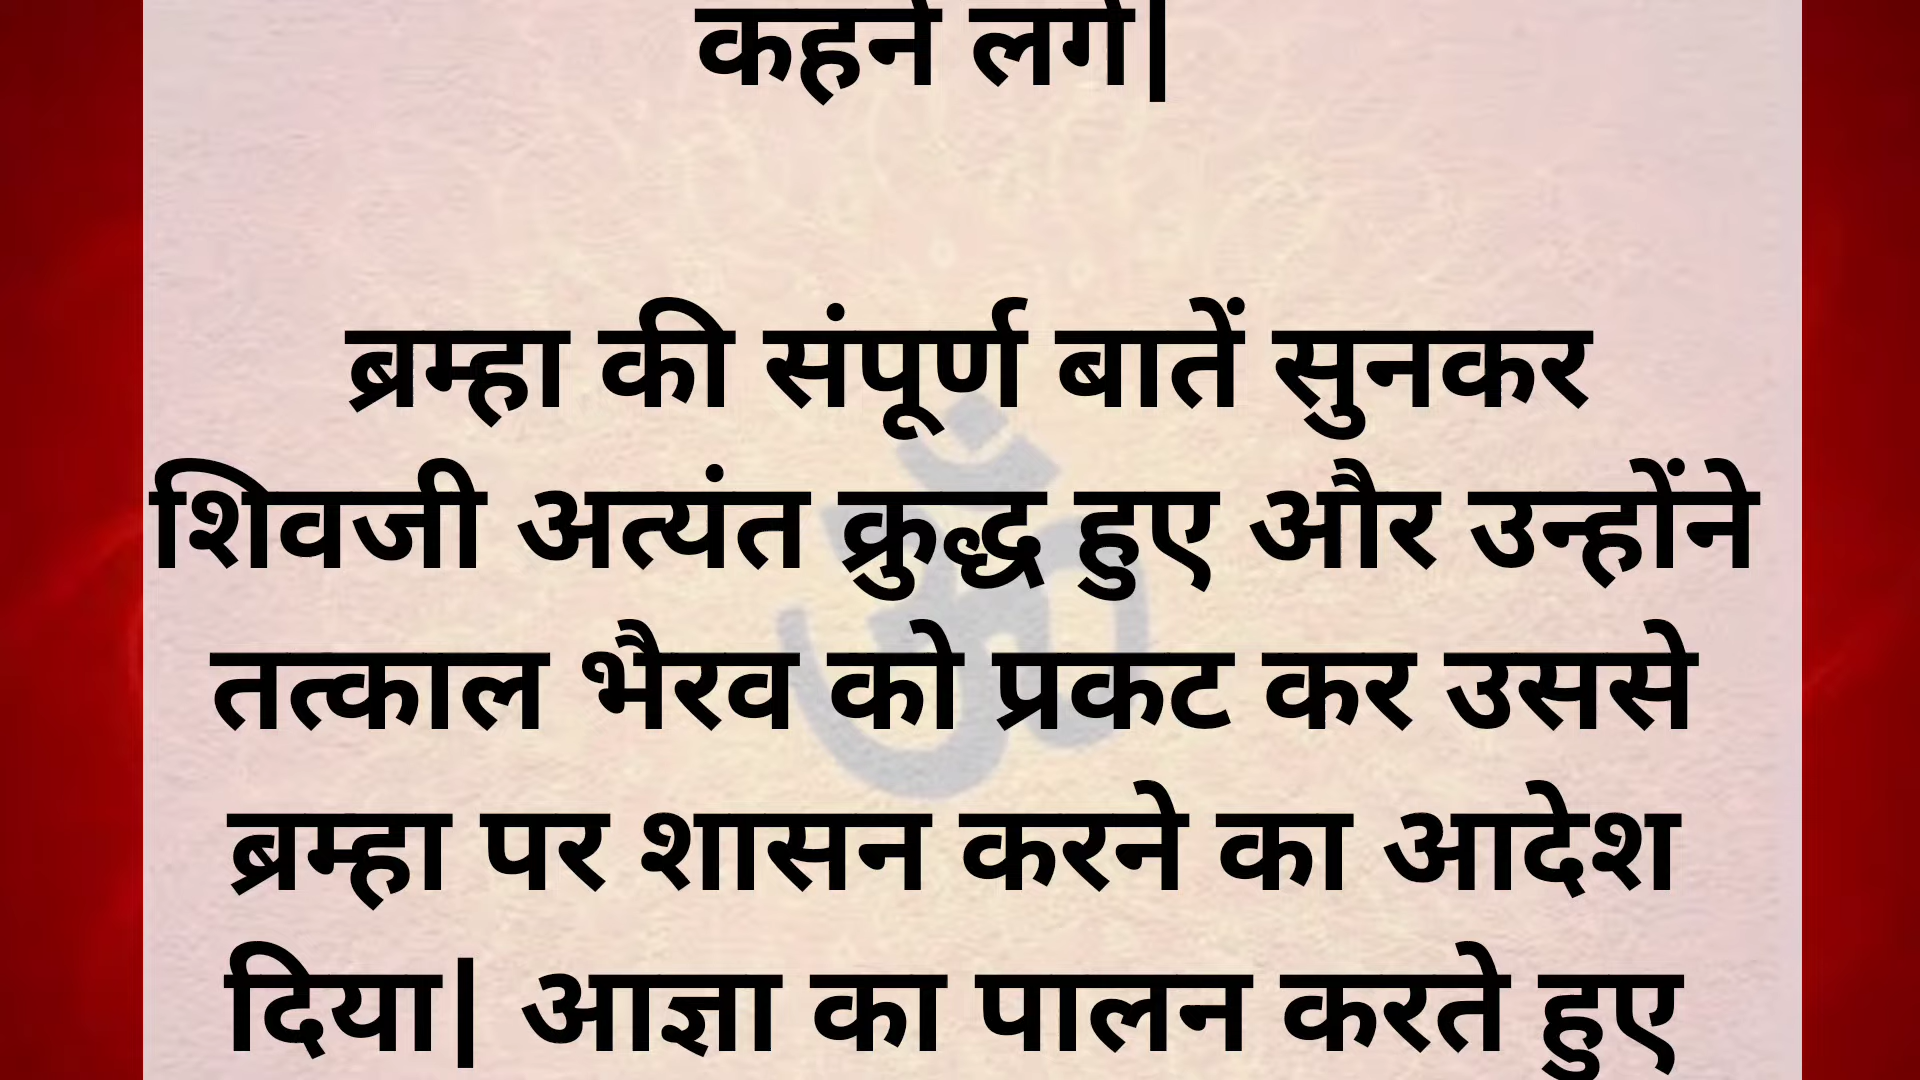 कहने लगे|
ब्रम्हा की संपूर्ण बातें सुनकर
शिवजी अत्यंत क्रुद्ध हुए और उन्होंने
तत्काल भैरव को प्रकट कर उससे
ब्रम्हा पर शासन करने का आदेश
दिया| आज्ञा का पालन करते हुए